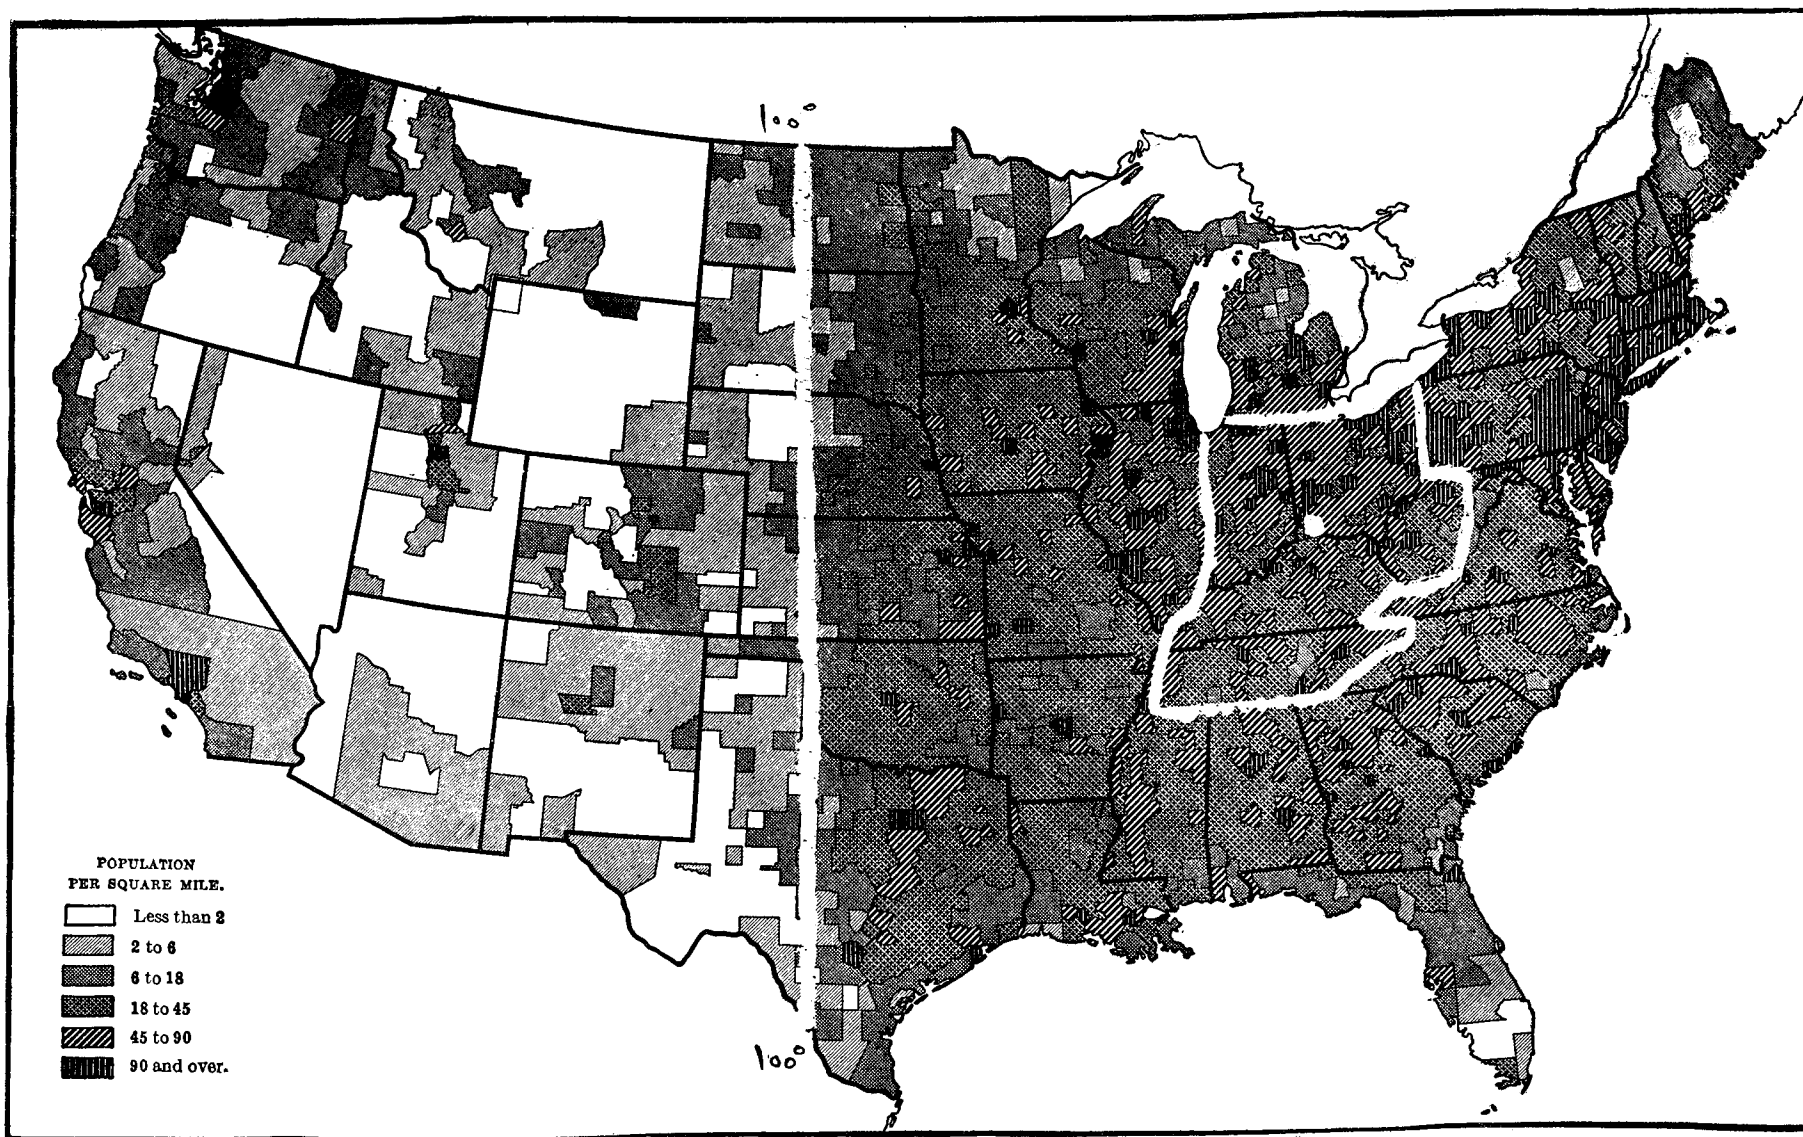 100°
100°
POPULATION
PER SQUARE MILE.
Less than 2
2 to 6
6 to 18
18 to 45
45 to 90
90 and over.